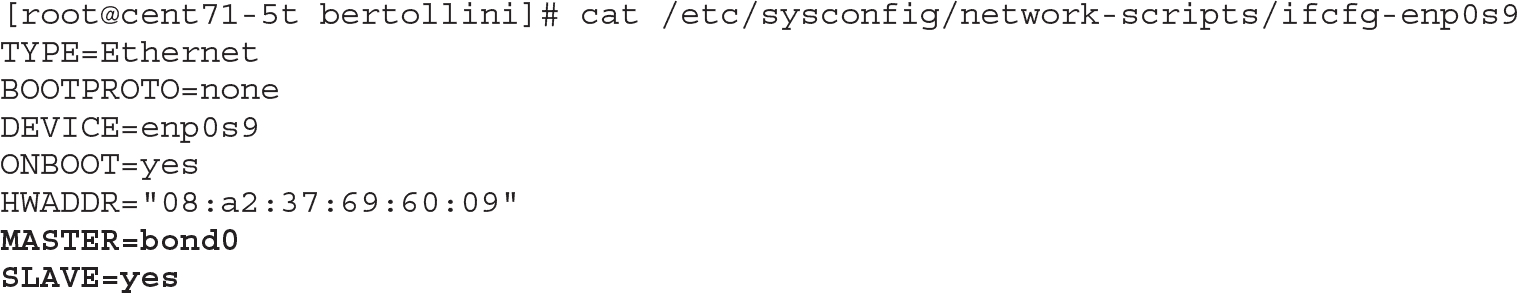 [root@cent71-5t bertollini]# cat /etc/sysconfig/network-scripts/ifcfg-enp0s9
TYPE=Ethernet
BOOTPROTO=none
DEVICE=enp0s9
ONBOOT=yes
HWADDR="08:a2:37:69:60:09"
MASTER=bond0
SLAVE=yes